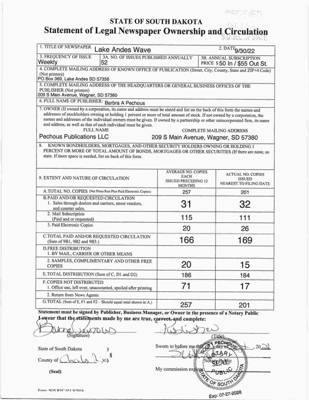 STATE OF SOUTH DAKOTA
Statement of Legal Newspaper Ownership and Circulation
1. TITLE OF NEWSPAPER Lake Andes Wave 2. DATE 9/30/22
3. FREQUENCY OF ISSUE Weekly 3A. NO. OF ISSUES PUBLISHED ANNUALLY 52 3B. ANNUAL SUBSCRIPTION PRICE $ 50 In / $55 Out St.
4. COMPLETE MAILING ADDRESS OF KNOWN OFFICE OF PUBLICATION (Street, City, County, State and ZIP+4 Code)
(Not printers)
PO Box 389. Lake Andes SD 57356
5. COMPLETE MAILING ADDRESS OF THE HEADQUARTERS OF GENERAL BUSINESS OFFICES OF THE
PUBLISHER (Not printers)
209 S Main Avenue, Wagner, SD 57380
6. FULL NAME OF PUBLISHER: Barbra A Pechous
7. OWNER (If owned by a corporation, its name and address must be stated and list on the back of this form the names and
addresses of stockholders owning or holding 1 percent or more of total amount of stock. If not owned by a corporation, the
names and addresses of the individual owners must be given. If owned by a partnership or other unincorporated firm, its name
and address, as well as that of each individual must be given.
FULL NAME COMPLETE MAILING ADDRESS
Pechous Publications LLC 209 S Main Avenue, Wagner, SD 57380
8. KNOWN BONDHOLDERS, MORTGAGES, AND OTHER SECURITY HOLDERS OWNING OR HOLDING 1
PERCENT OR MORE OF TOTAL AMOUNT OF BONDS, MORTGAGES OR OTHER SECURITIES (If there are none, so
state. If more space is needed, list on back of this form.
9. EXTENT AND NATURE OF CIRCULATION
AVERAGE NO. COPIES EACH ISSUED PRECEEDING 12 MONTHS
ACTUAL NO. COPIES ISSUED NEAREST TO FILING DATE
A. TOTAL NO. COPIES (Net Press Run Plus Paid Electronic Copies) 257 201
B. PAID AND/OR REQUESTED CIRCULATION
1. Sales through dealers and carriers, street vendors,
and counter sales. 31 32
2. Mail Subscription
(Paid and or requested) 115 111
3. Paid Electronic Copies 20 26
C. TOTAL PAID AND/OR REQUESTED CIRCULATION
(Sum of 9B1, 9B2 and 9B3.) 166 169
D. FREE DISTRIBUTION
1. BY MAIL, CARRIER OR OTHER MEANS
2. SAMPLES, COMPLIMENTARY AND OTHER FREE
COPIES 20 15
E. TOTAL DISTRIBUTION (Sum of C, D1 and D2) 186 184
F. COPIES NOT DISTRIBUTED
1. Office use, left over, unaccounted, spoiled after printing 71 17
2. Return from News Agents
G. TOTAL (Sum of E, F1 and F2 - Should equal total shown in A.) 257 201
Statement must be signed by Publisher, Business Manager, or Owner in the presence of a Notary Public
I swear that the statements made by me are true, correct, and complete:
(Signature)
State of South Dakota )
County of ) §
(Seal)
Sworn to before me
My commission
NOTARY
SEAL
PUBLIC
STATE OF SOUTH DAKOTA
Exp: 07-27-2028